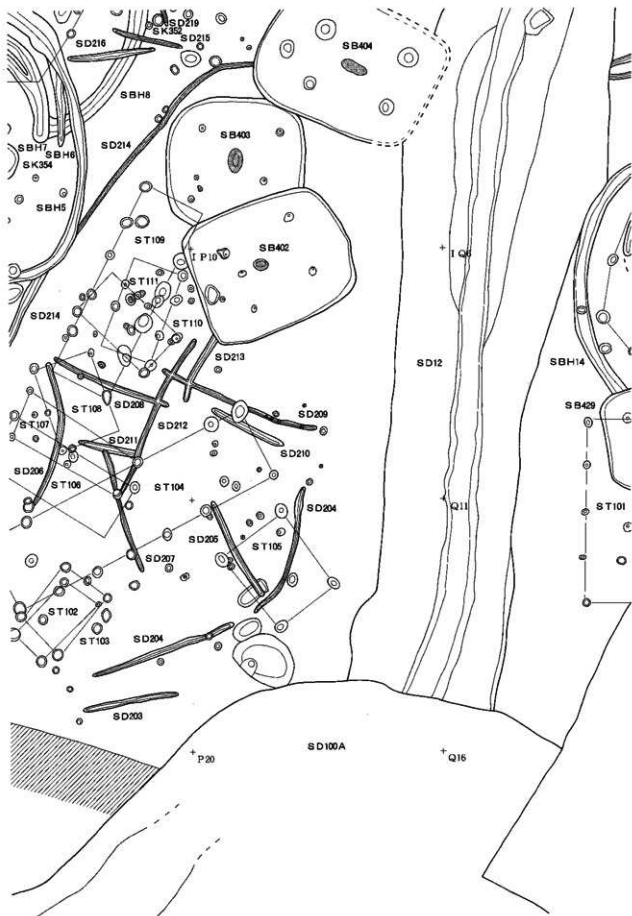 SD219
SK352
SD215
SD216
SB404
SBH8
SBH7
SBH6
SK354
SD214
SB403
SBH5
ST109
I P10
SB402
I Q6
ST111
SD214
ST110
SD213
SD12
SBH14
ST108
SD208
SB429
ST107
SD212
SD209
SD211
SD210
SD206
ST106
ST104
SD204
Q11
ST101
SD205
ST105
SD207
ST102
ST103
SD204
SD203
P20
SD100A
Q16